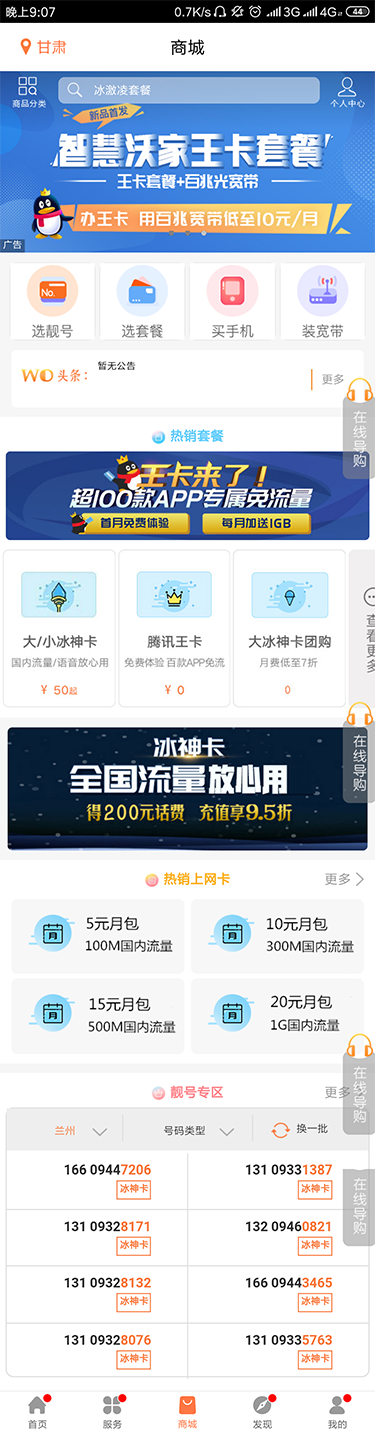 晚上9:07
0.7K/s 3G 4G 44
甘肃
商城
商品分类
冰激凌套餐
个人中心
新品首发
智慧沃家王卡套餐
王卡套餐+百兆光宽带
办王卡 用百兆宽带低至10元/月
广告
No.
选靓号
选套餐
买手机
装宽带
WO头条：
暂无公告
更多
在线导购
热销套餐
王卡来了！
超100款APP专属免流量
首月免费体验
每月加送1GB
大/小冰神卡
国内流量/语音放心用
¥ 50起
腾讯王卡
免费体验 百款APP免流
¥ 0
大冰神卡团购
月费低至7折
0
查看更多
在线导购
冰神卡
全国流量放心用
得200元话费 充值享9.5折
热销上网卡
更多
月
5元月包
100M国内流量
月
10元月包
300M国内流量
月
15元月包
500M国内流量
月
20元月包
1G国内流量
在线导购
靓号专区
更多
兰州
号码类型
换一批
166 09447206
冰神卡
131 09331387
冰神卡
在线导购
131 09328171
冰神卡
132 09460821
冰神卡
131 09328132
冰神卡
166 09443465
冰神卡
131 09328076
冰神卡
131 09335763
冰神卡
首页
服务
商城
发现
我的